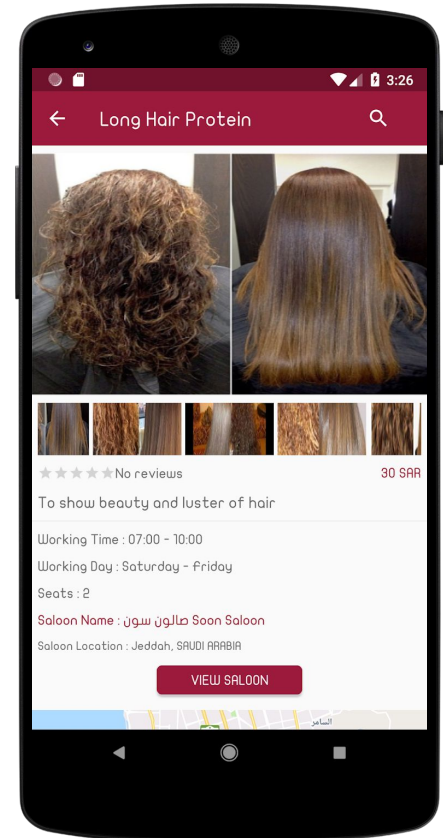 3:26
Long Hair Protein
No reviews
30 SAR
To show beauty and luster of hair
Working Time : 07:00 - 10:00
Working Day : Saturday - Friday
Seats : 2
Saloon Name : صالون سون Soon Saloon
Saloon Location : Jeddah, SAUDI ARABIA
VIEW SALOON
السامر